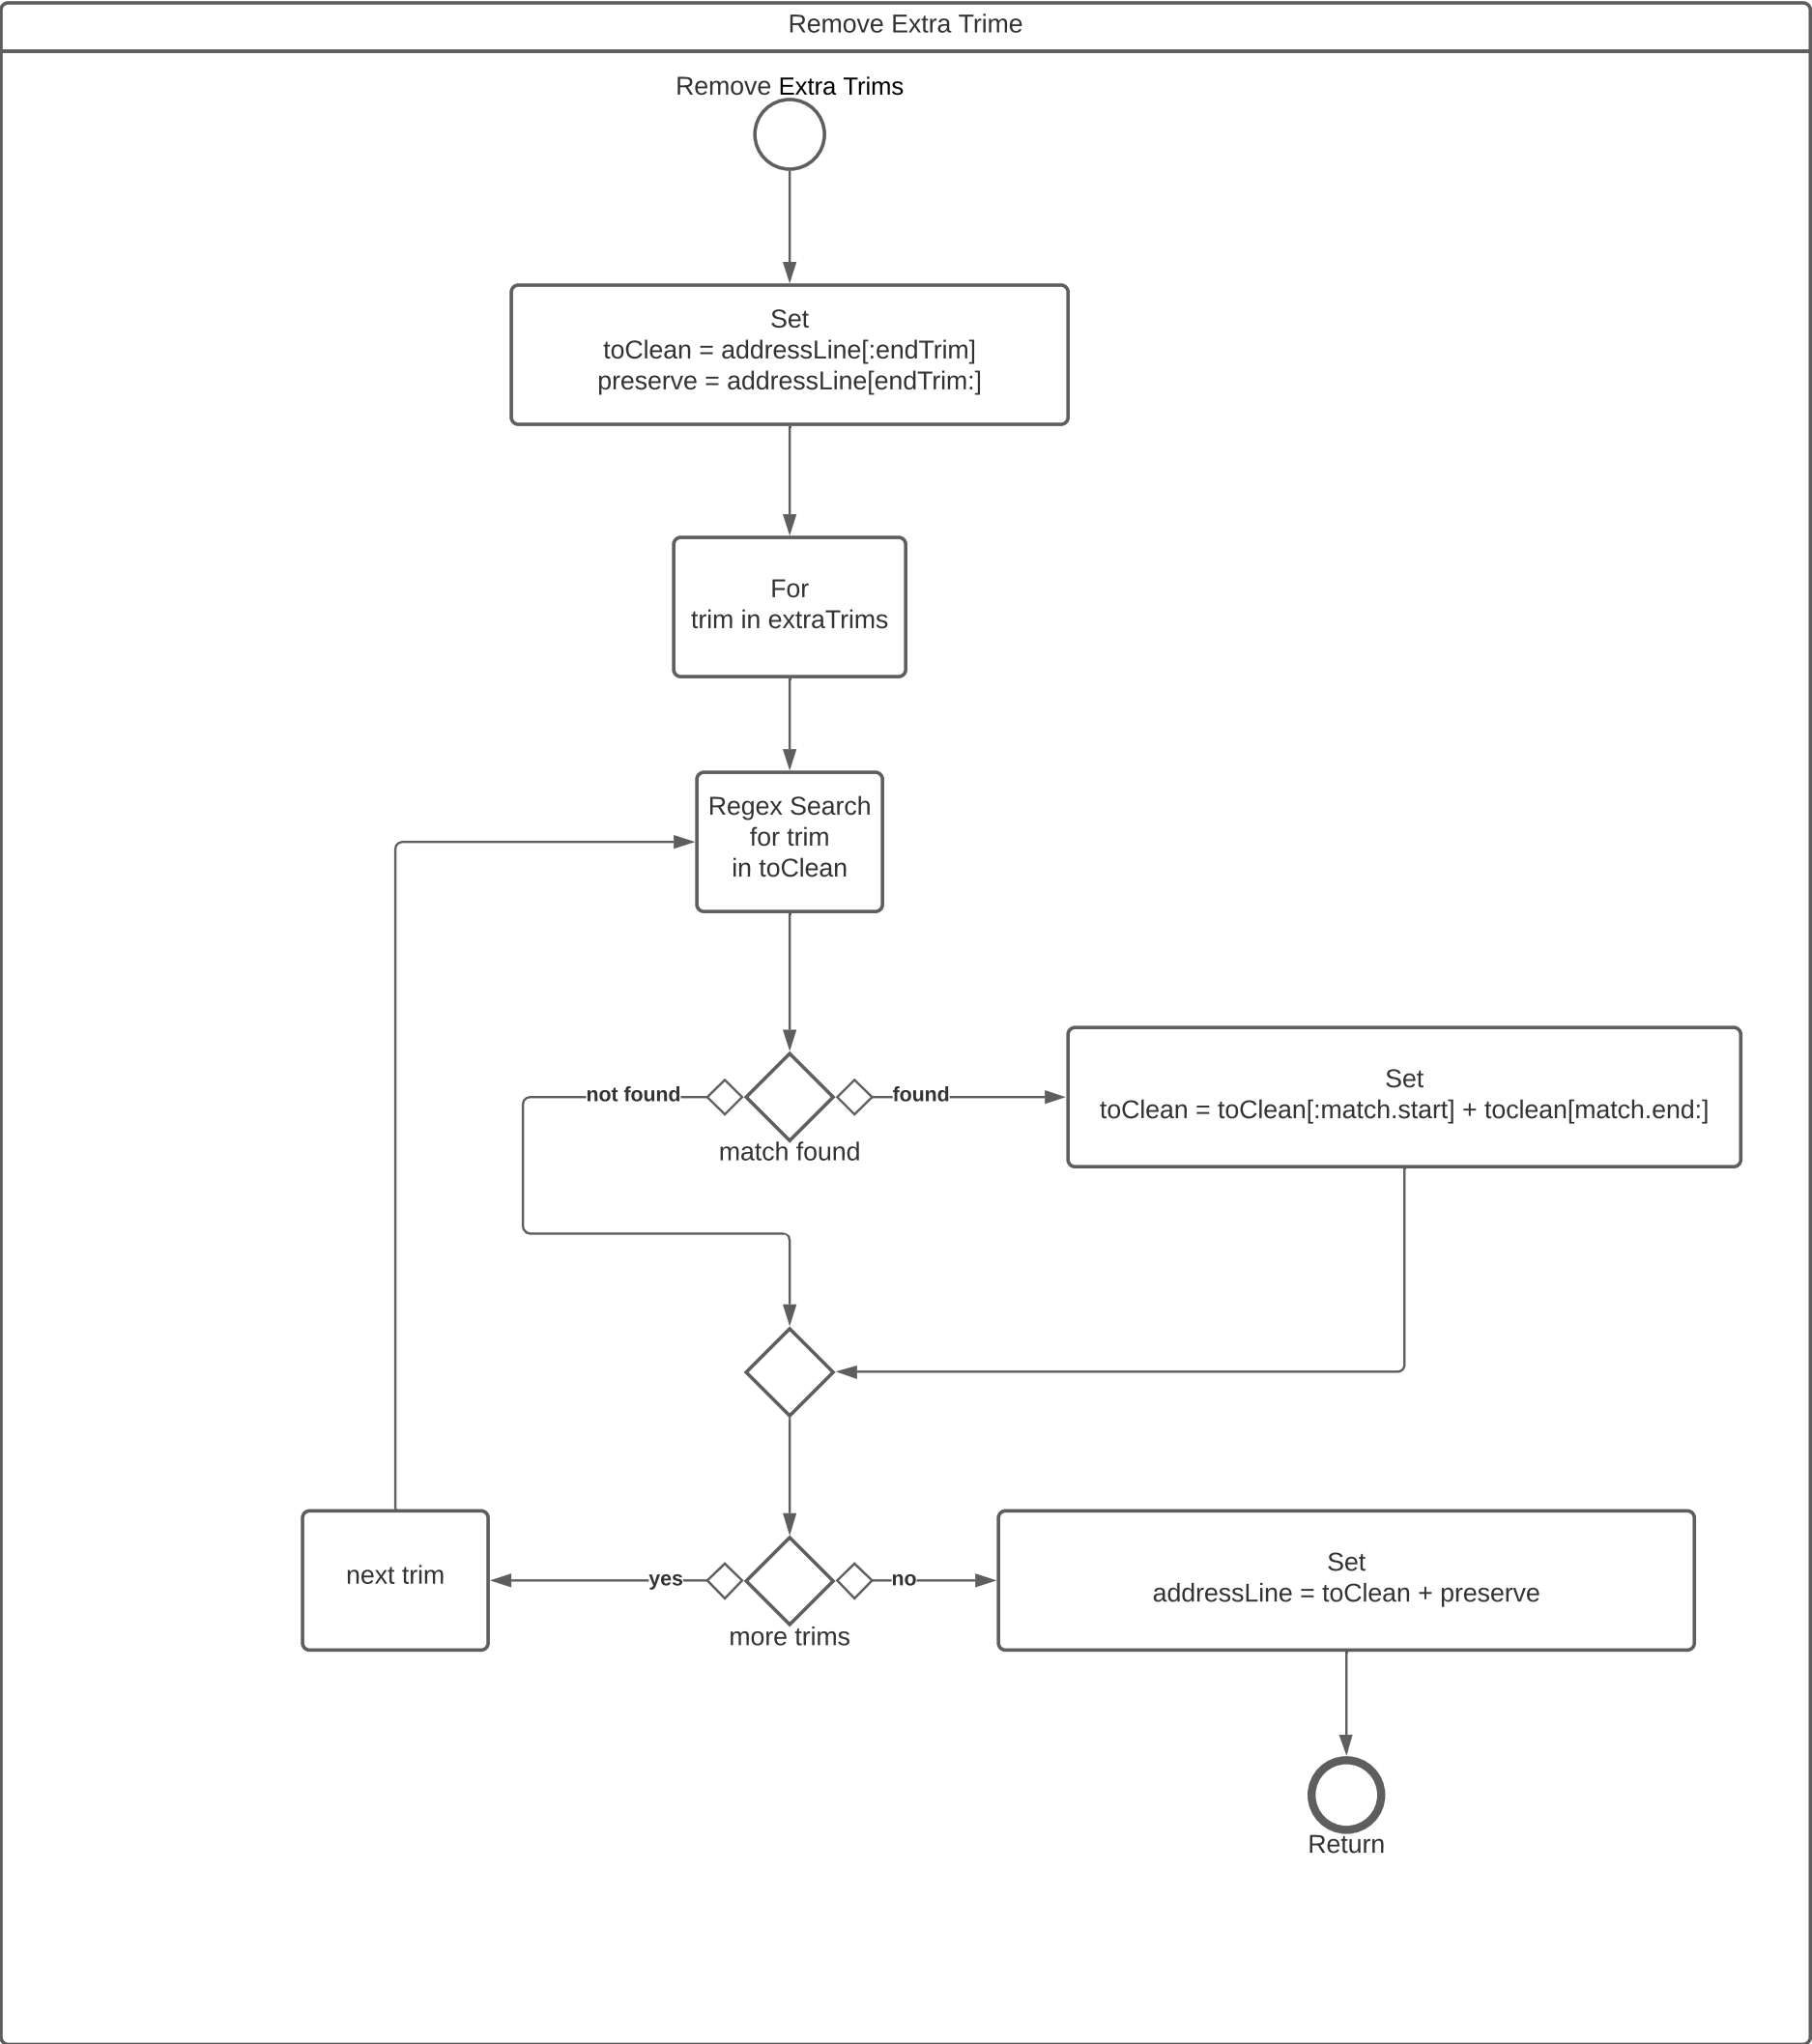 Remove Extra Trime
Remove Extra Trims
Set
toClean = addressLine[:endTrim]
preserve = addressLine[endTrim:]
For
trim in extraTrims
Regex Search
for trim
in toClean
not found
found
match found
Set
toClean = toClean[:match.start] + toclean[match.end:]
next trim
yes
no
more trims
Set
addressLine = toClean + preserve
Return